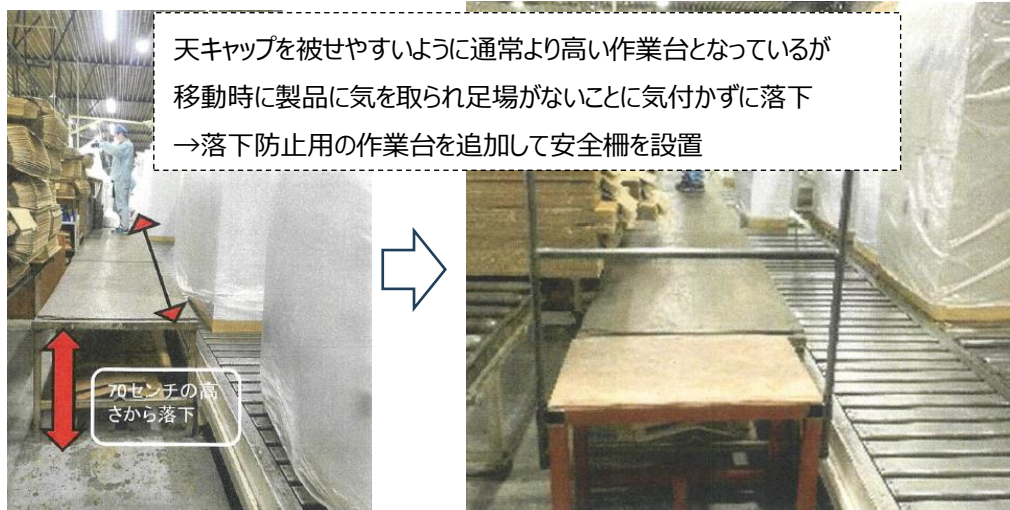 天キャップを被せやすいように通常より高い作業台となっているが
移動時に製品に気を取られ足場がないことに気付かずに落下
→落下防止用の作業台を追加して安全柵を設置
70センチの高
さから落下